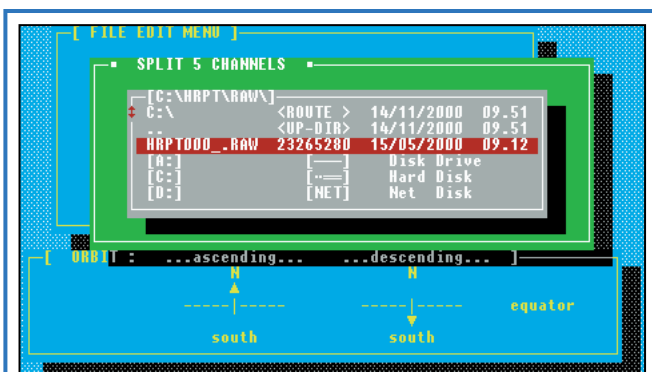 [ FILE EDIT MENU ]
SPLIT 5 CHANNELS
[C:\HRPT\RAW\]
C:\ <ROUTE > 14/11/2000 09.51
.. <UP-DIR> 14/11/2000 09.51
HRPT000_.RAW 23265280 15/05/2000 09.12
[A:] [──] Disk Drive
[C:] [··==] Hard Disk
[D:] [NET] Net Disk
[ ORBIT : ...ascending... ...descending... ]
N N
-----|----- -----|----- equator
south south